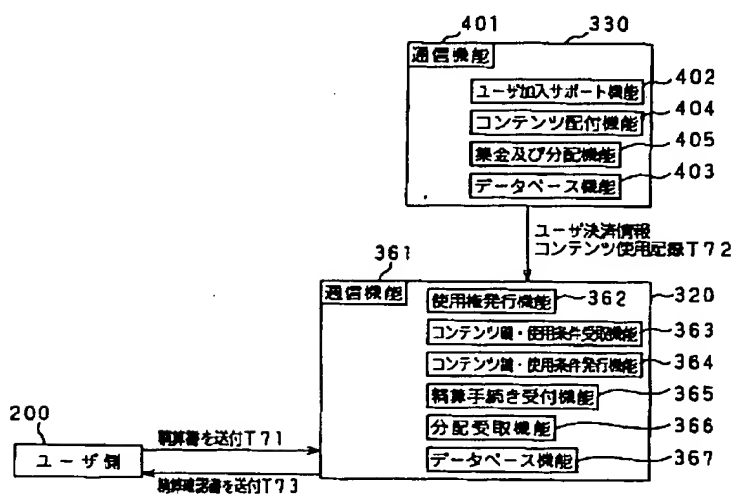 401
330
通信機能
402
ユーザ加入サポート機能
404
コンテンツ配付機能
405
集金及び分配機能
403
データベース機能
ユーザ決済情報
コンテンツ使用記録T72
361
通信機能
使用権発行機能
362
320
コンテンツ鍵・使用条件受取機能
363
コンテンツ鍵・使用条件発行機能
364
精算手続き受付機能
365
分配受取機能
366
データベース機能
367
200
ユーザ側
精算書を送付T71
精算確認書を送付T73